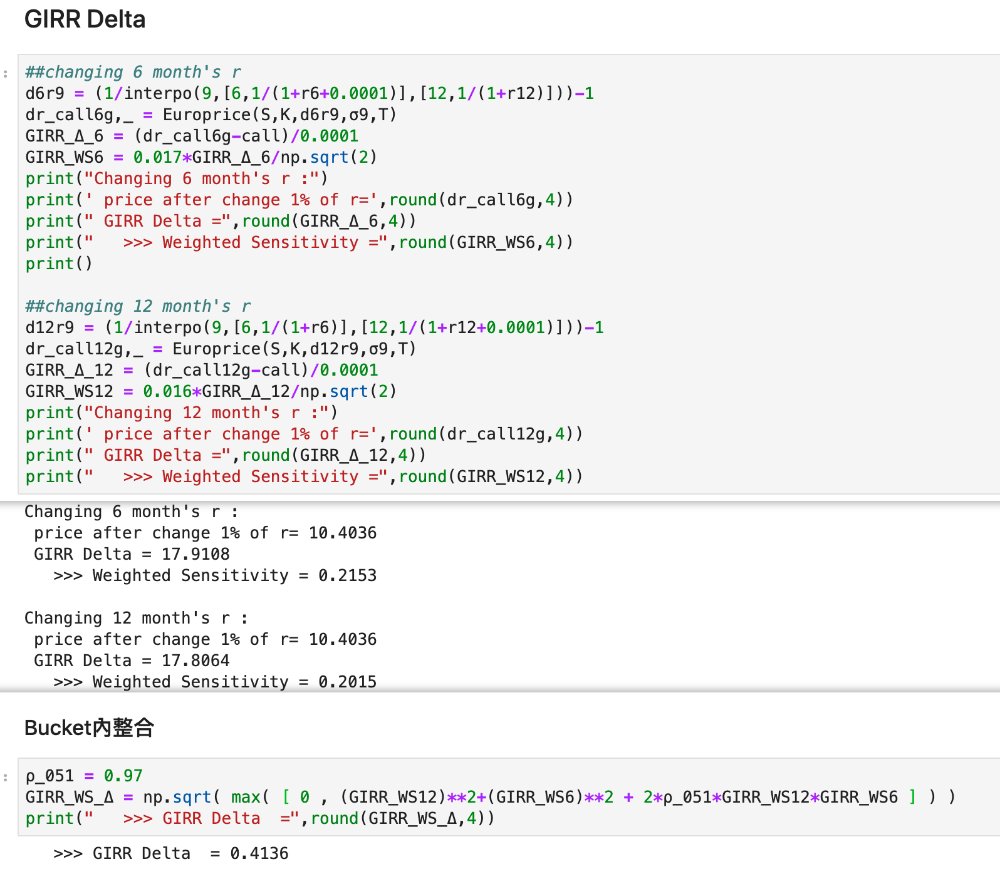 GIRR Delta
##changing 6 month's r
d6r9 = (1/interpo(9,[6,1/(1+r6+0.0001)],[12,1/(1+r12)]))-1
dr_call6g,_ = Europrice(S,K,d6r9,σ9,T)
GIRR_Δ_6 = (dr_call6g-call)/0.0001
GIRR_WS6 = 0.017*GIRR_Δ_6/np.sqrt(2)
print("Changing 6 month's r :")
print(' price after change 1% of r=',round(dr_call6g,4))
print(" GIRR Delta =",round(GIRR_Δ_6,4))
print("   >>> Weighted Sensitivity =",round(GIRR_WS6,4))
print()
##changing 12 month's r
d12r9 = (1/interpo(9,[6,1/(1+r6)],[12,1/(1+r12+0.0001)]))-1
dr_call12g,_ = Europrice(S,K,d12r9,σ9,T)
GIRR_Δ_12 = (dr_call12g-call)/0.0001
GIRR_WS12 = 0.016*GIRR_Δ_12/np.sqrt(2)
print("Changing 12 month's r :")
print(' price after change 1% of r=',round(dr_call12g,4))
print(" GIRR Delta =",round(GIRR_Δ_12,4))
print("   >>> Weighted Sensitivity =",round(GIRR_WS12,4))
Changing 6 month's r :
 price after change 1% of r= 10.4036
 GIRR Delta = 17.9108
   >>> Weighted Sensitivity = 0.2153
Changing 12 month's r :
 price after change 1% of r= 10.4036
 GIRR Delta = 17.8064
   >>> Weighted Sensitivity = 0.2015
Bucket內整合
ρ_051 = 0.97
GIRR_WS_Δ = np.sqrt( max( [ 0 , (GIRR_WS12)**2+(GIRR_WS6)**2 + 2*ρ_051*GIRR_WS12*GIRR_WS6 ] ) )
print("   >>> GIRR Delta  =",round(GIRR_WS_Δ,4))
   >>> GIRR Delta  = 0.4136